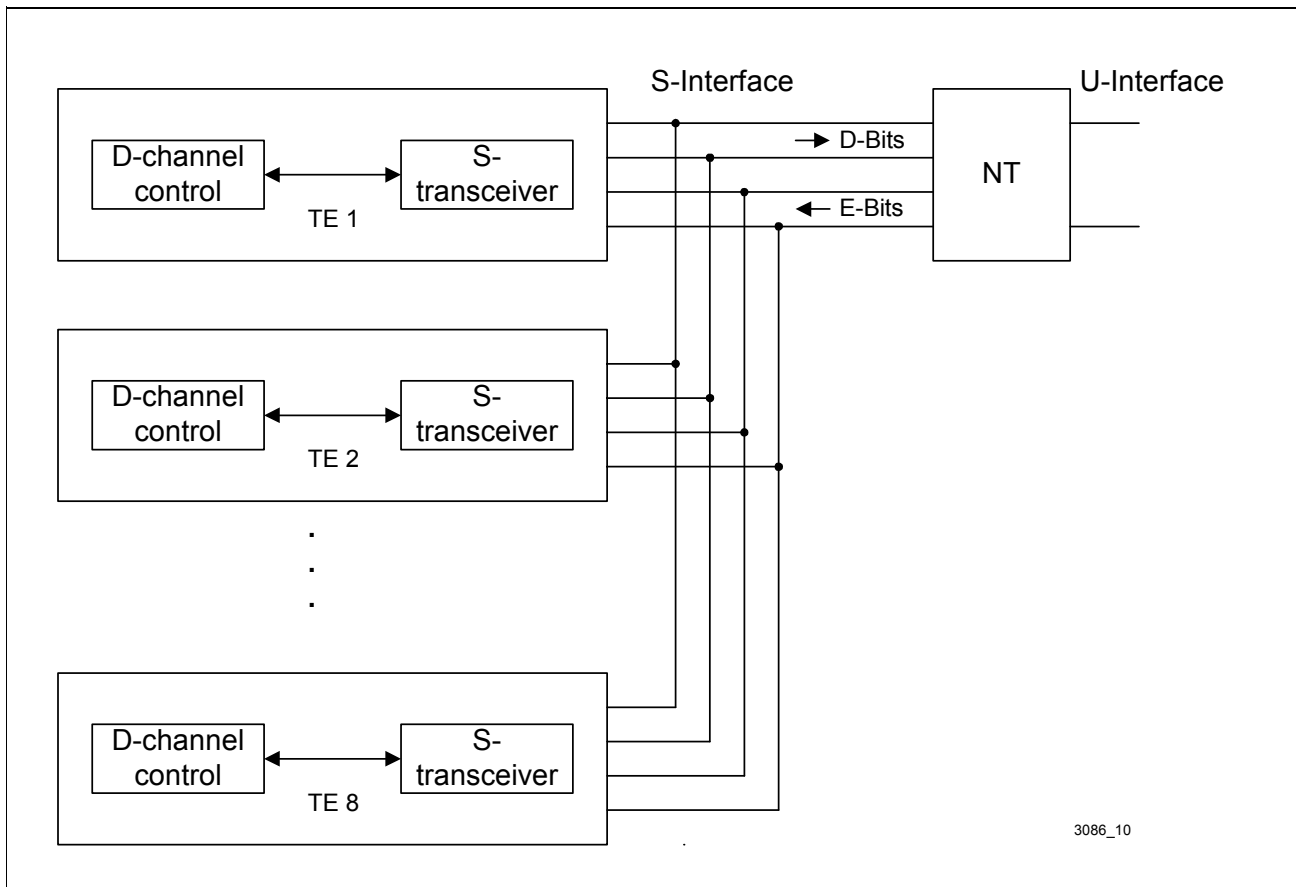 S-Interface
U-Interface
D-channel
control
S-
transceiver
TE 1
D-Bits
E-Bits
NT
D-channel
control
S-
transceiver
TE 2
.
.
.
D-channel
control
S-
transceiver
TE 8
3086_10
.